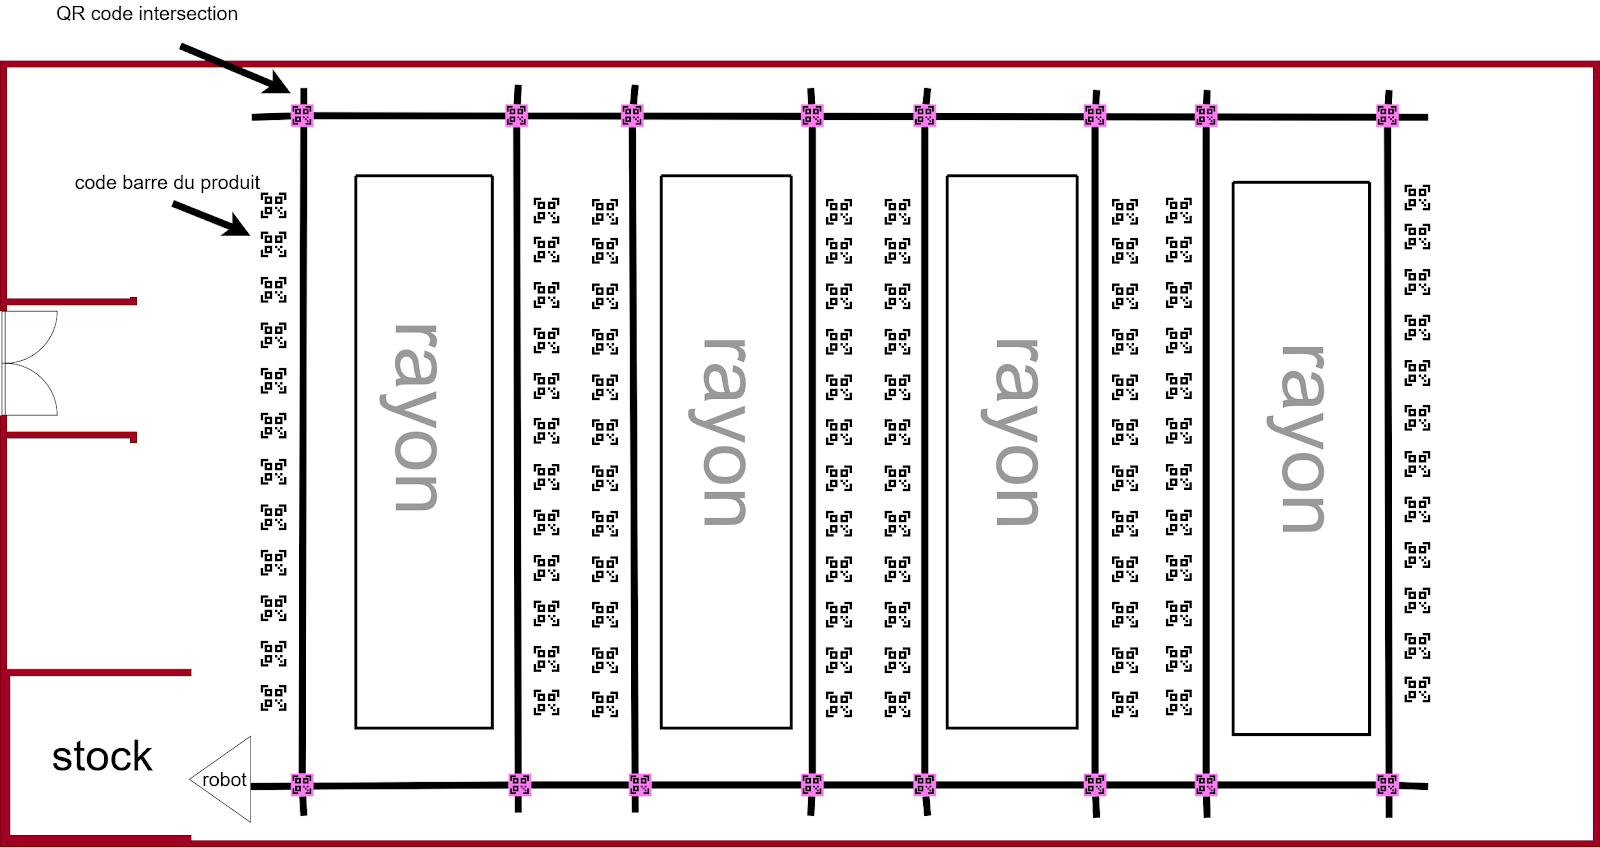 QR code intersection
code barre du produit
rayon
rayon
rayon
rayon
stock
robot